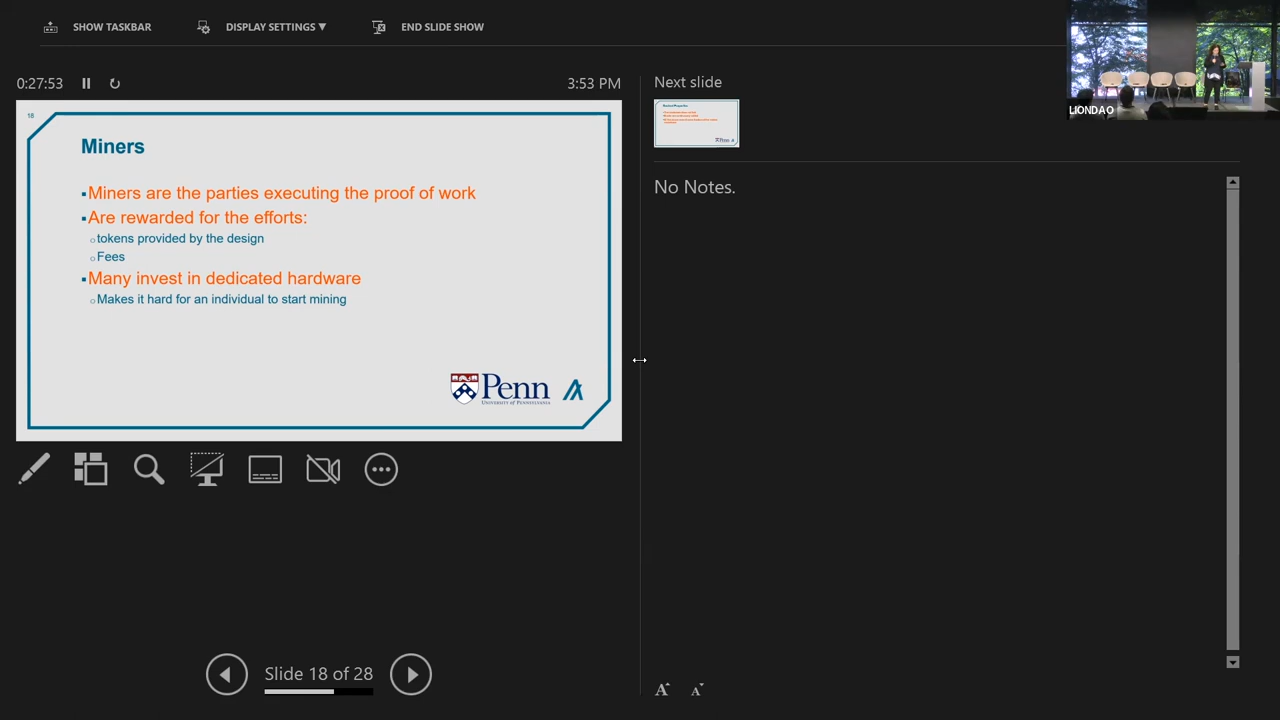 SHOW TASKBAR
DISPLAY SETTINGS ▼
END SLIDE SHOW
0:27:53
3:53 PM
Next slide
LIONDAO
18
Miners
▪Miners are the parties executing the proof of work
▪Are rewarded for the efforts:
o tokens provided by the design
o Fees
▪Many invest in dedicated hardware
o Makes it hard for an individual to start mining
Penn
UNIVERSITY of PENNSYLVANIA
No Notes.
Slide 18 of 28
A A